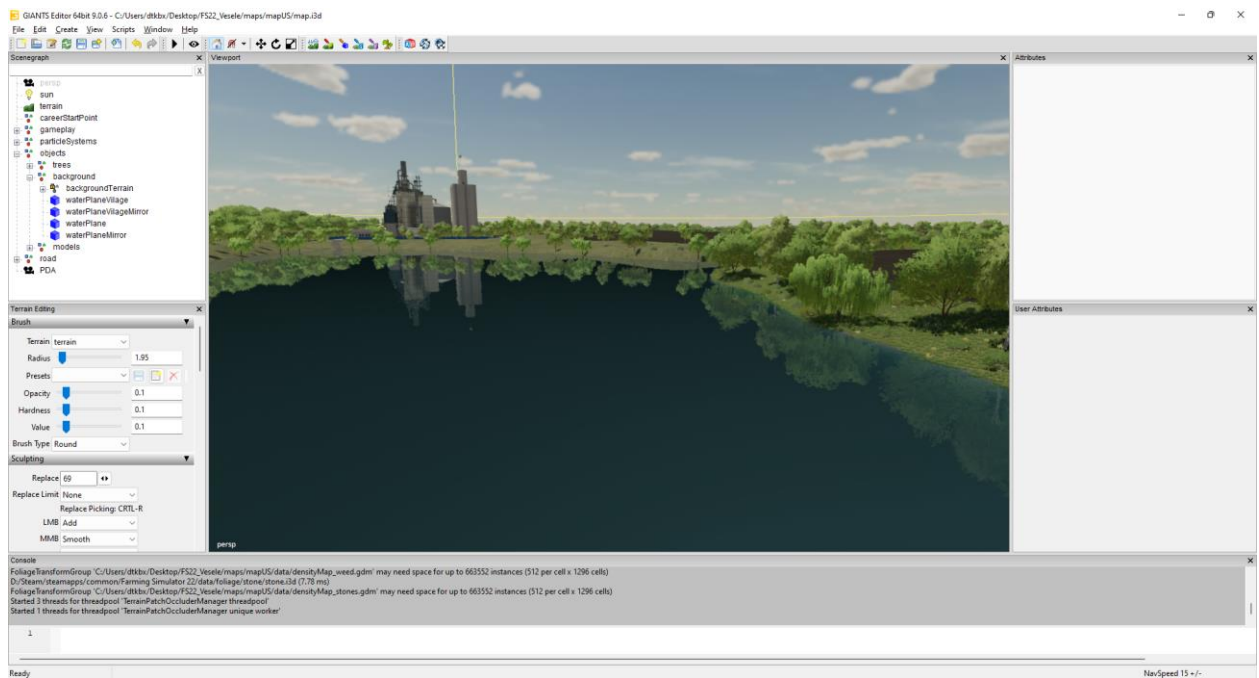 GIANTS Editor 64bit 9.0.6 - C:/Users/dtkbx/Desktop/FS22_Vesele/maps/mapUS/map.i3d
File Edit Create View Scripts Window Help
Scenegraph
persp
sun
terrain
careerStartPoint
gameplay
particleSystems
objects
trees
background
backgroundTerrain
waterPlaneVilage
waterPlaneVilageMirror
waterPlane
waterPlaneMirror
models
road
PDA
Terrain Editing
Brush
Terrain terrain
Radius 1.95
Presets
Opacity 0.1
Hardness 0.1
Value 0.1
Brush Type Round
Sculpting
Replace 69
Replace Limit None
Replace Picking: CRTL-R
LMB Add
MMB Smooth
Viewport
persp
Attributes
User Attributes
Console
FoliageTransformGroup 'C:/Users/dtkbx/Desktop/FS22_Vesele/maps/mapUS/data/densityMap_weed.gdm' may need space for up to 663552 instances (512 per cell x 1296 cells)
D:/Steam/steamapps/common/Farming Simulator 22/data/foliage/stone/stone.i3d (7.78 ms)
FoliageTransformGroup 'C:/Users/dtkbx/Desktop/FS22_Vesele/maps/mapUS/data/densityMap_stones.gdm' may need space for up to 663552 instances (512 per cell x 1296 cells)
Started 3 threads for threadpool 'TerrainPatchOccluderManager threadpool'
Started 1 threads for threadpool 'TerrainPatchOccluderManager unique worker'
1
Ready
NavSpeed 15 +/-